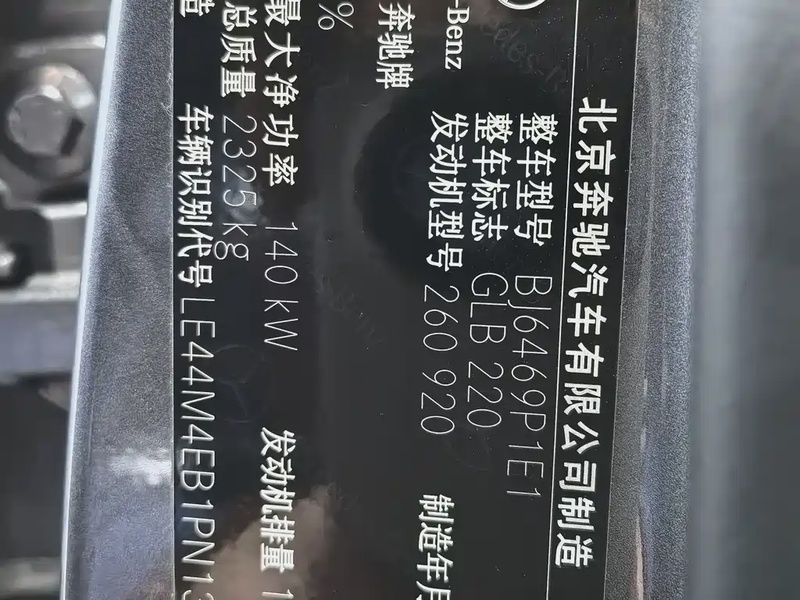 北京奔驰汽车有限公司制造
整车型号 BJ6469P1E1
-Benz 整车标志 GLB 220
奔驰牌 发动机型号 260 920 制造年月
%
最大净功率 140 kW 发动机排量 1
总质量 2325 kg
造 车辆识别代号 LE44M4EB1PN13